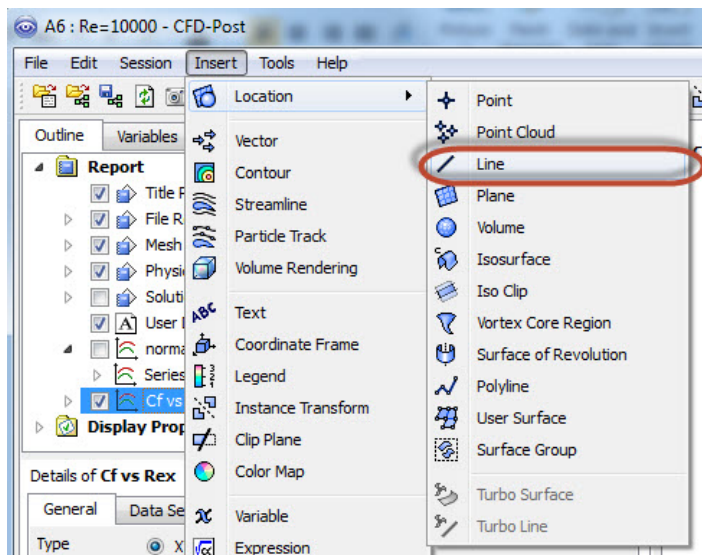 A6 : Re=10000 - CFD-Post
File Edit Session Insert Tools Help
Outline Variables
Report
Title
File
Mesh
User
Series
Cf vs
Display
Details of Cf vs Rex
General Data
Type X
Location
Vector
Contour
Streamline
Particle Track
Volume Rendering
ABC Text
Coordinate Frame
Legend
Instance Transform
Clip Plane
Color Map
Variable
Expression
Point
Point Cloud
Line
Plane
Volume
Isosurface
Iso Clip
Vortex Core Region
Surface of Revolution
Polyline
User Surface
Surface Group
Turbo Surface
Turbo Line